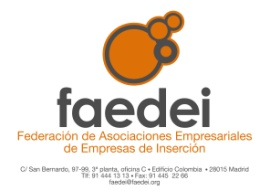 faedei
Federación de Asociaciones Empresariales
de Empresas de Inserción
C/ San Bernardo, 97-99, 3ª planta, oficina C • Edificio Colombia • 28015 Madrid
Tlf: 91 444 13 13 • Fax: 91 445 22 66
faedei@faedei.org